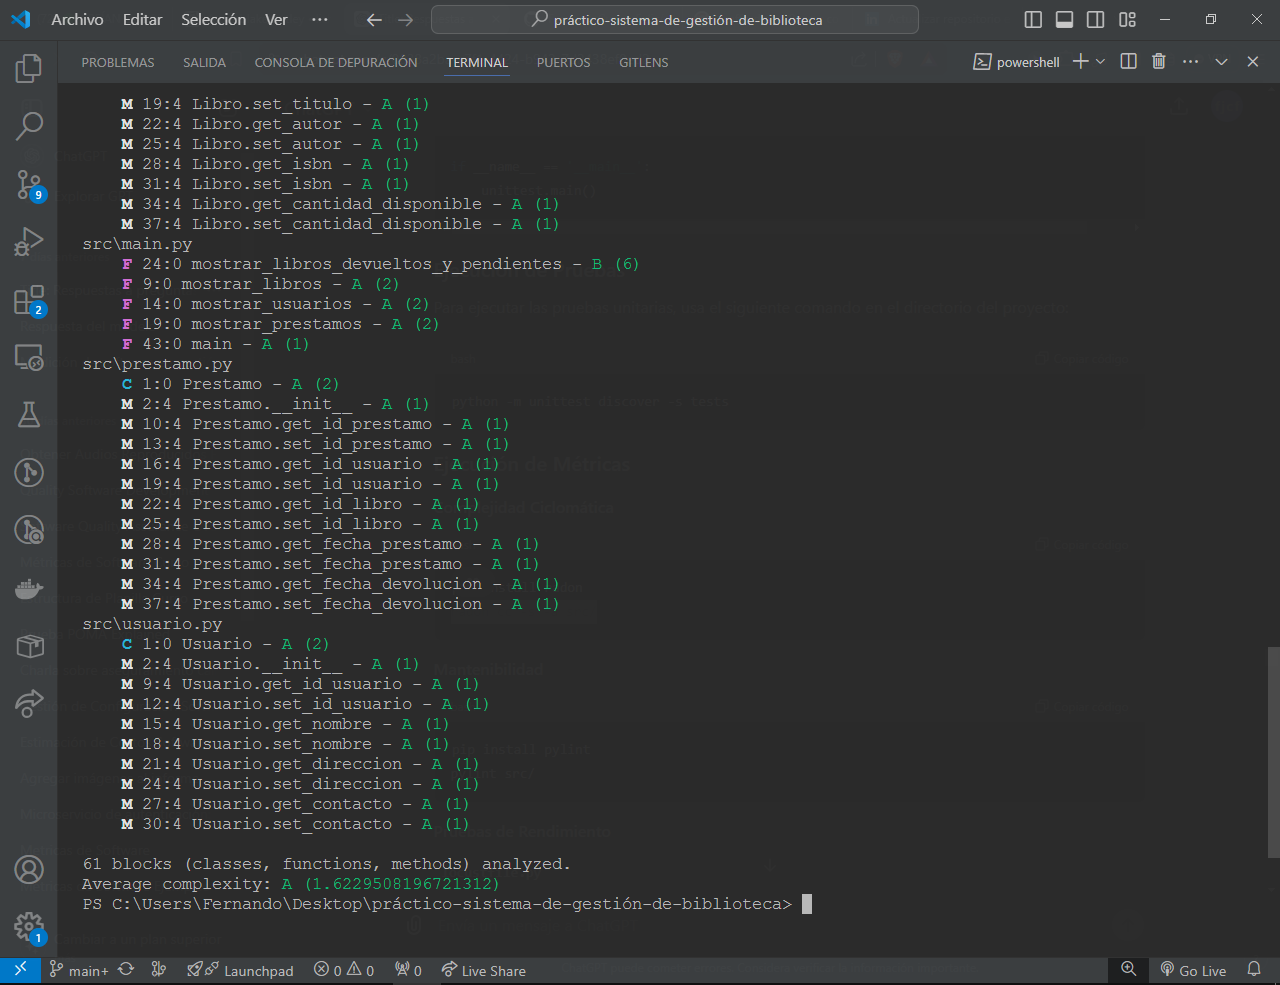 Archivo Editar Selección Ver ··· práctico-sistema-de-gestión-de-biblioteca
PROBLEMAS SALIDA CONSOLA DE DEPURACIÓN TERMINAL PUERTOS GITLENS powershell
M 19:4 Libro.set_titulo - A (1)
M 22:4 Libro.get_autor - A (1)
M 25:4 Libro.set_autor - A (1)
M 28:4 Libro.get_isbn - A (1)
M 31:4 Libro.set_isbn - A (1)
M 34:4 Libro.get_cantidad_disponible - A (1)
M 37:4 Libro.set_cantidad_disponible - A (1)
src\main.py
F 24:0 mostrar_libros_devueltos_y_pendientes - B (6)
F 9:0 mostrar_libros - A (2)
F 14:0 mostrar_usuarios - A (2)
F 19:0 mostrar_prestamos - A (2)
F 43:0 main - A (1)
src\prestamo.py
C 1:0 Prestamo - A (2)
M 2:4 Prestamo.__init__ - A (1)
M 10:4 Prestamo.get_id_prestamo - A (1)
M 13:4 Prestamo.set_id_prestamo - A (1)
M 16:4 Prestamo.get_id_usuario - A (1)
M 19:4 Prestamo.set_id_usuario - A (1)
M 22:4 Prestamo.get_id_libro - A (1)
M 25:4 Prestamo.set_id_libro - A (1)
M 28:4 Prestamo.get_fecha_prestamo - A (1)
M 31:4 Prestamo.set_fecha_prestamo - A (1)
M 34:4 Prestamo.get_fecha_devolucion - A (1)
M 37:4 Prestamo.set_fecha_devolucion - A (1)
src\usuario.py
C 1:0 Usuario - A (2)
M 2:4 Usuario.__init__ - A (1)
M 9:4 Usuario.get_id_usuario - A (1)
M 12:4 Usuario.set_id_usuario - A (1)
M 15:4 Usuario.get_nombre - A (1)
M 18:4 Usuario.set_nombre - A (1)
M 21:4 Usuario.get_direccion - A (1)
M 24:4 Usuario.set_direccion - A (1)
M 27:4 Usuario.get_contacto - A (1)
M 30:4 Usuario.set_contacto - A (1)
61 blocks (classes, functions, methods) analyzed.
Average complexity: A (1.6229508196721312)
PS C:\Users\Fernando\Desktop\práctico-sistema-de-gestión-de-biblioteca>
9
2
1
main+ Launchpad 0 0 0 Live Share Go Live